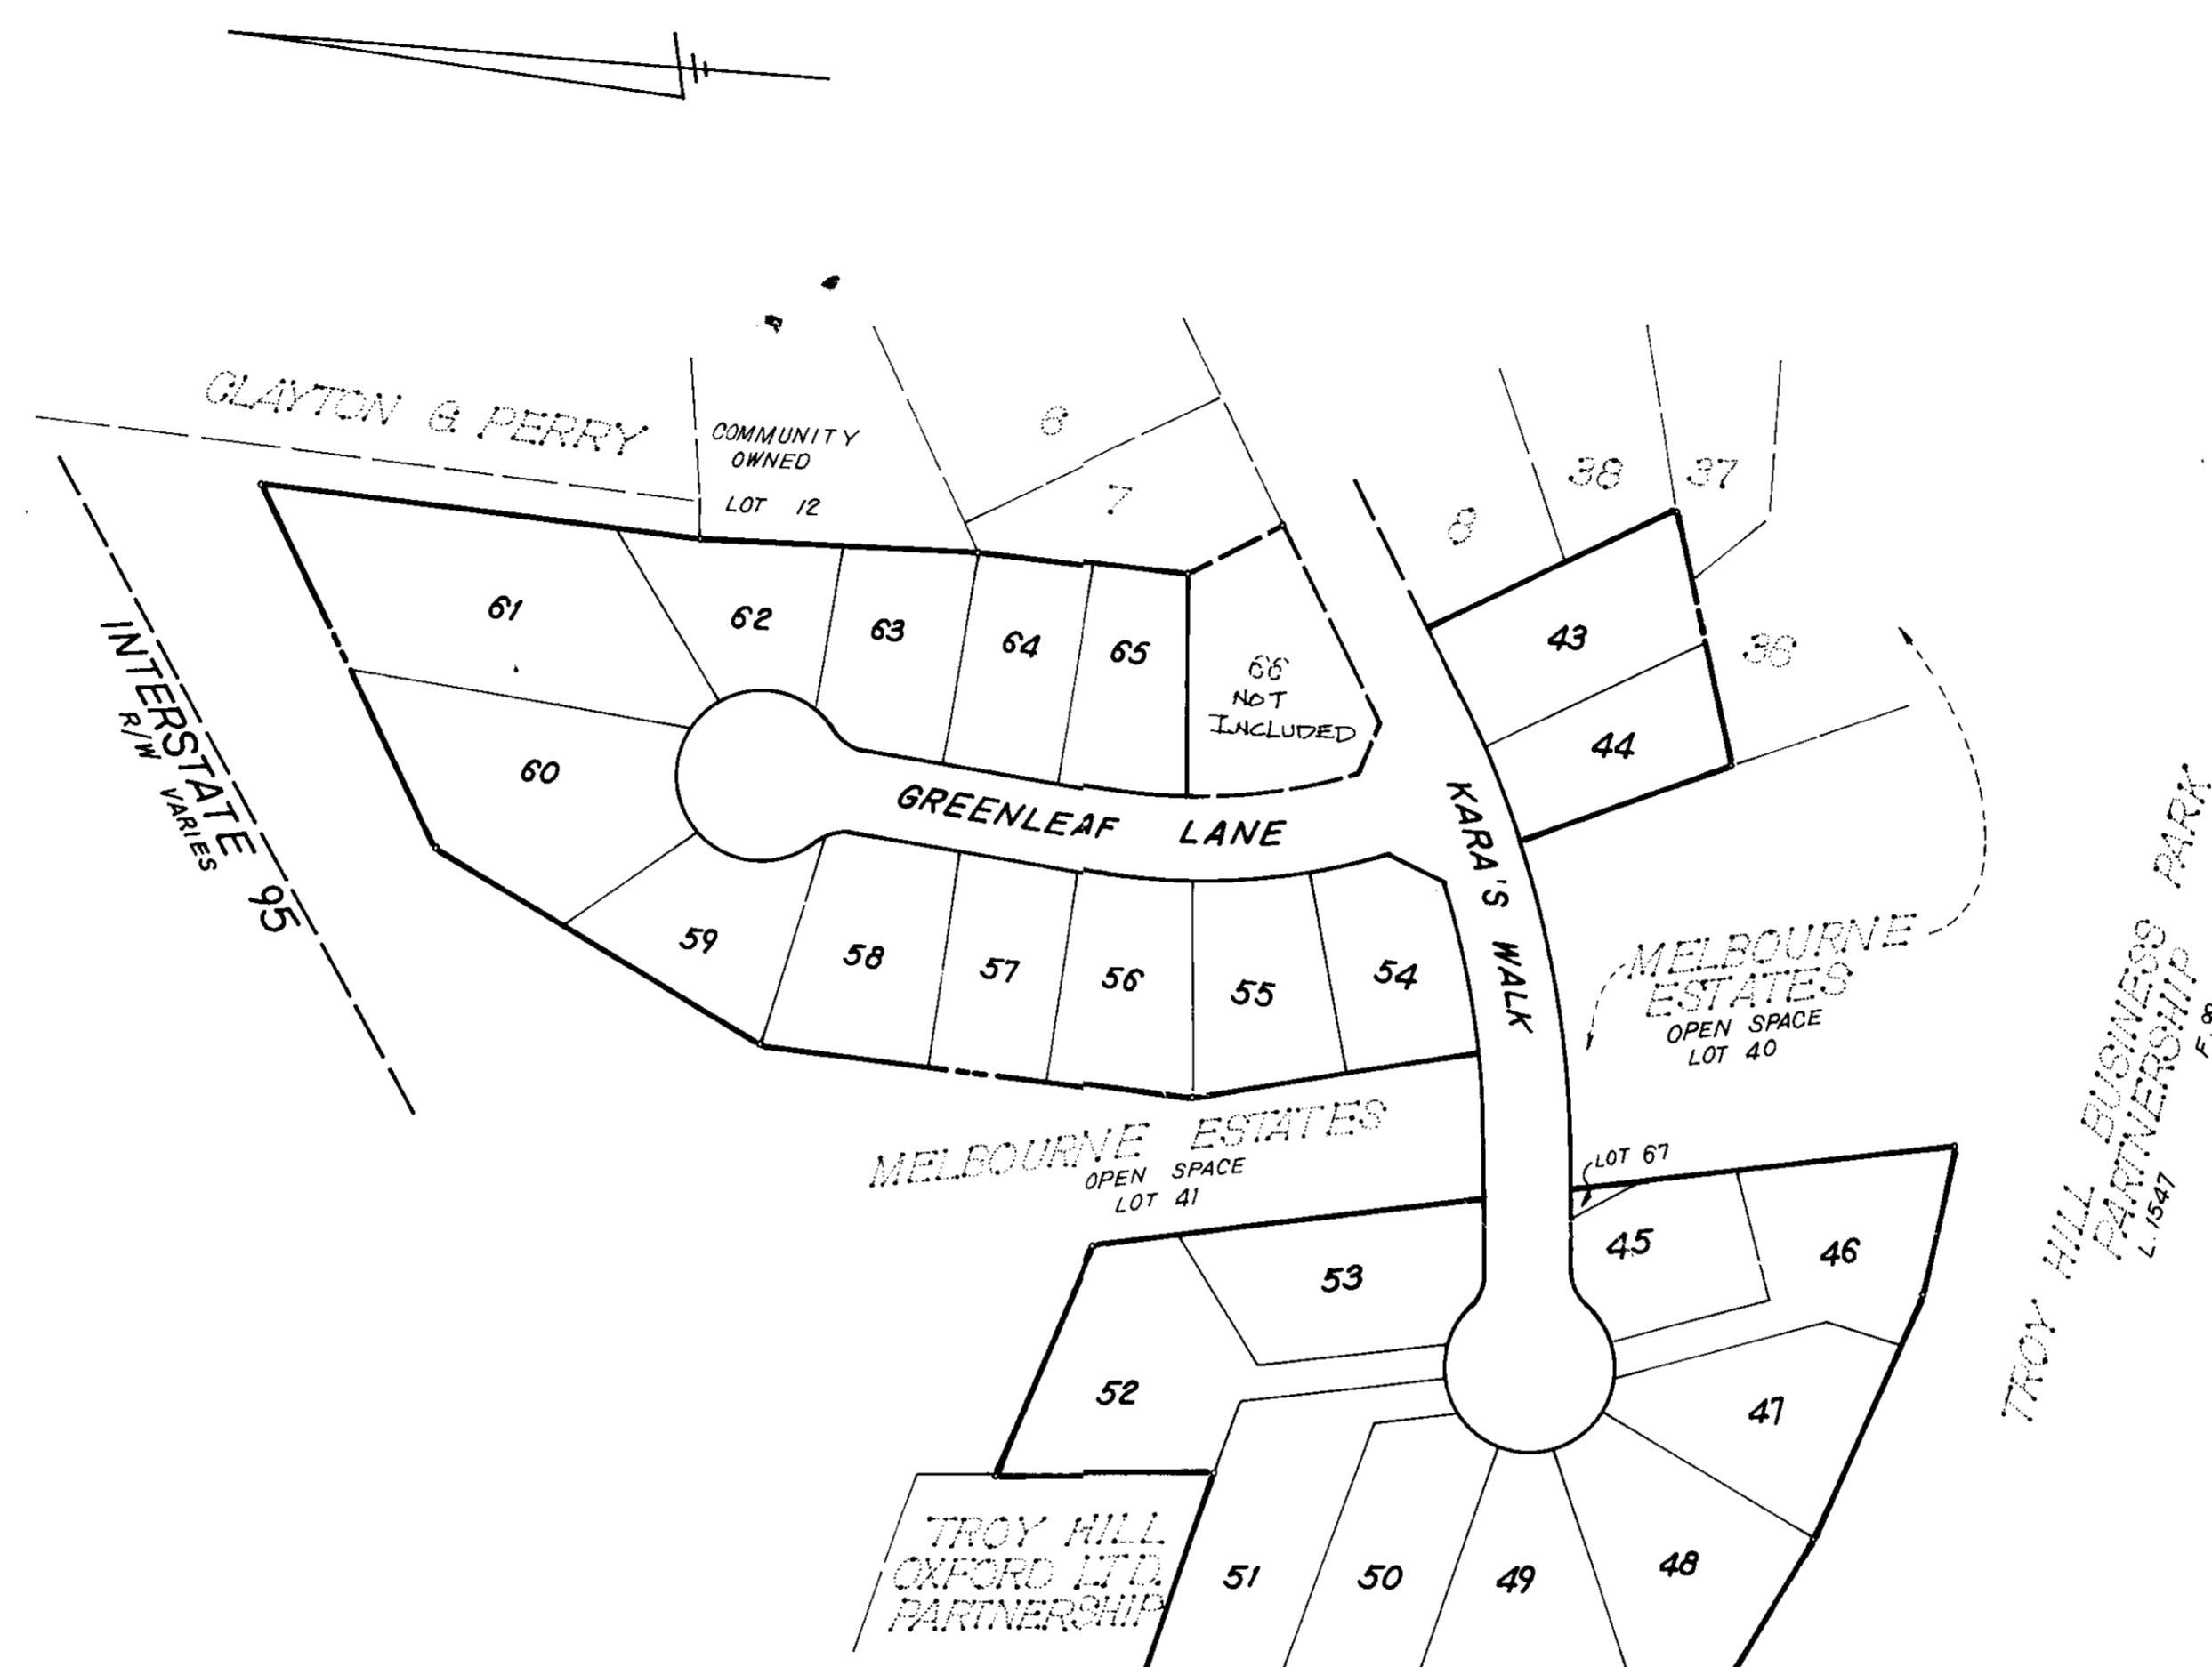 CLAYTON G. PERRY
COMMUNITY
OWNED
LOT 12
6
7
8
38
37
36
INTERSTATE 95
R/W VARIES
61
62
63
64
65
66
NOT
INCLUDED
43
44
60
GREENLEAF LANE
KARA'S WALK
59
58
57
56
55
54
MELBOURNE
ESTATES
OPEN SPACE
LOT 40
MELBOURNE ESTATES
OPEN SPACE
LOT 41
LOT 67
45
46
53
52
47
51
50
49
48
TROY HILL
OXFORD LTD.
PARTNERSHIP
TROY HILL BUSINESS PARK
PARTNERSHIP
L. 1547